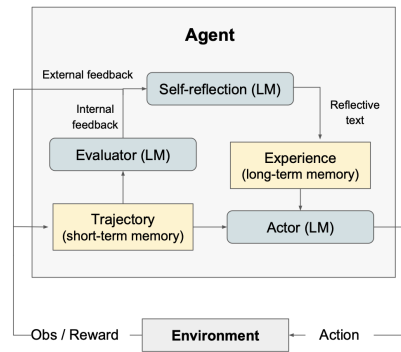 Agent
External feedback
Self-reflection (LM)
Internal
feedback
Reflective
text
Evaluator (LM)
Experience
(long-term memory)
Trajectory
(short-term memory)
Actor (LM)
Obs / Reward
Environment
Action